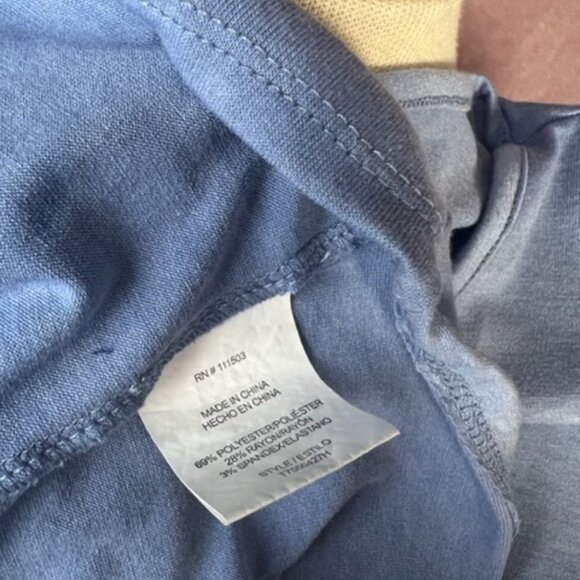 RN # 111503
MADE IN CHINA
HECHO EN CHINA
69% POLYESTER/POLIÉSTER
28% RAYON/RAYÓN
3% SPANDEX/ELASTANO
STYLE / ESTILO